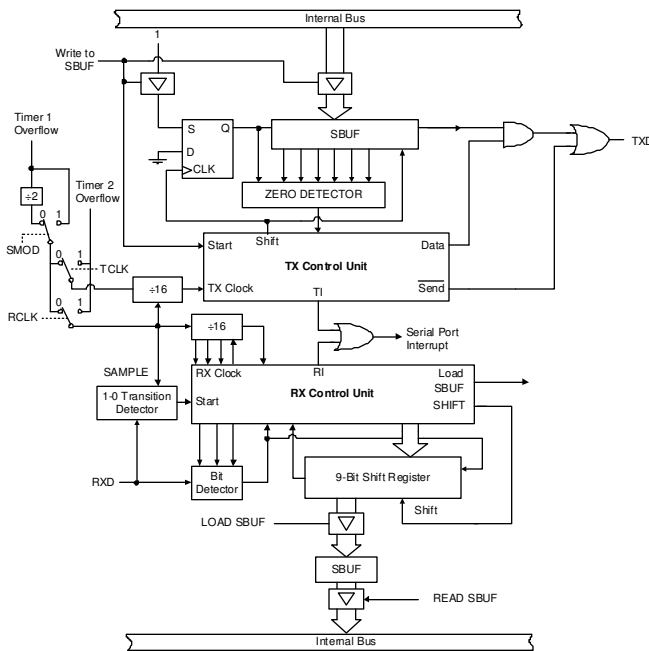 Internal Bus
1
Write to
SBUF
Timer 1
Overflow
S
Q
D
CLK
SBUF
TXD
÷2
Timer 2
Overflow
ZERO DETECTOR
0 1
SMOD
Shift
Start
Data
TX Control Unit
0 1
TCLK
÷16
TX Clock
TI
Send
0 1
RCLK
÷16
Serial Port
Interrupt
SAMPLE
RX Clock
RI
Load
SBUF
1-0 Transition
Detector
Start
RX Control Unit
SHIFT
RXD
Bit
Detector
9-Bit Shift Register
Shift
LOAD SBUF
SBUF
READ SBUF
Internal Bus